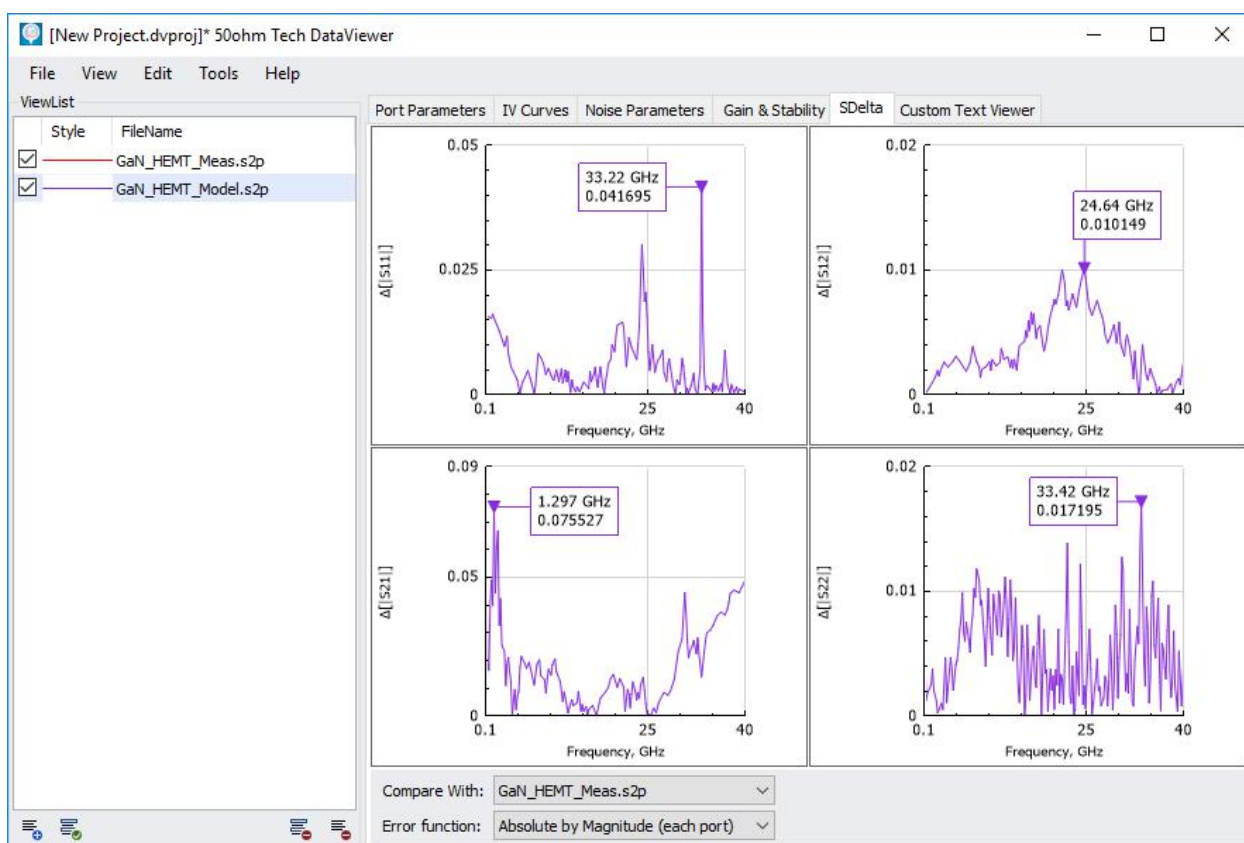 [New Project.dvproj]* 50ohm Tech DataViewer
File View Edit Tools Help
ViewList
Style FileName
GaN_HEMT_Meas.s2p
GaN_HEMT_Model.s2p
Port Parameters IV Curves Noise Parameters Gain & Stability SDelta Custom Text Viewer
0.05
33.22 GHz
0.041695
Δ[|S11|]
0.025
0
0.1 25 40
Frequency, GHz
0.02
24.64 GHz
0.010149
Δ[|S12|]
0.01
0
0.1 25 40
Frequency, GHz
0.09
1.297 GHz
0.075527
Δ[|S21|]
0.05
0
0.1 25 40
Frequency, GHz
0.02
33.42 GHz
0.017195
Δ[|S22|]
0.01
0
0.1 25 40
Frequency, GHz
Compare With: GaN_HEMT_Meas.s2p
Error function: Absolute by Magnitude (each port)